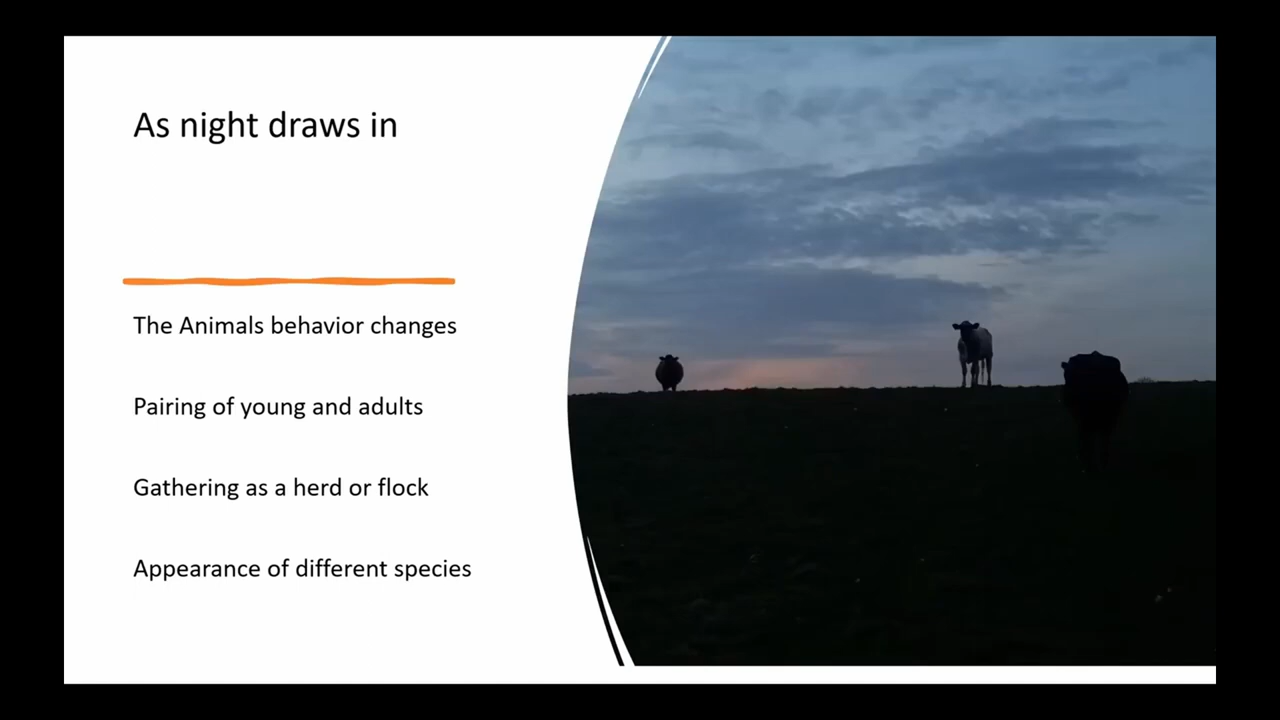 As night draws in
The Animals behavior changes
Pairing of young and adults
Gathering as a herd or flock
Appearance of different species